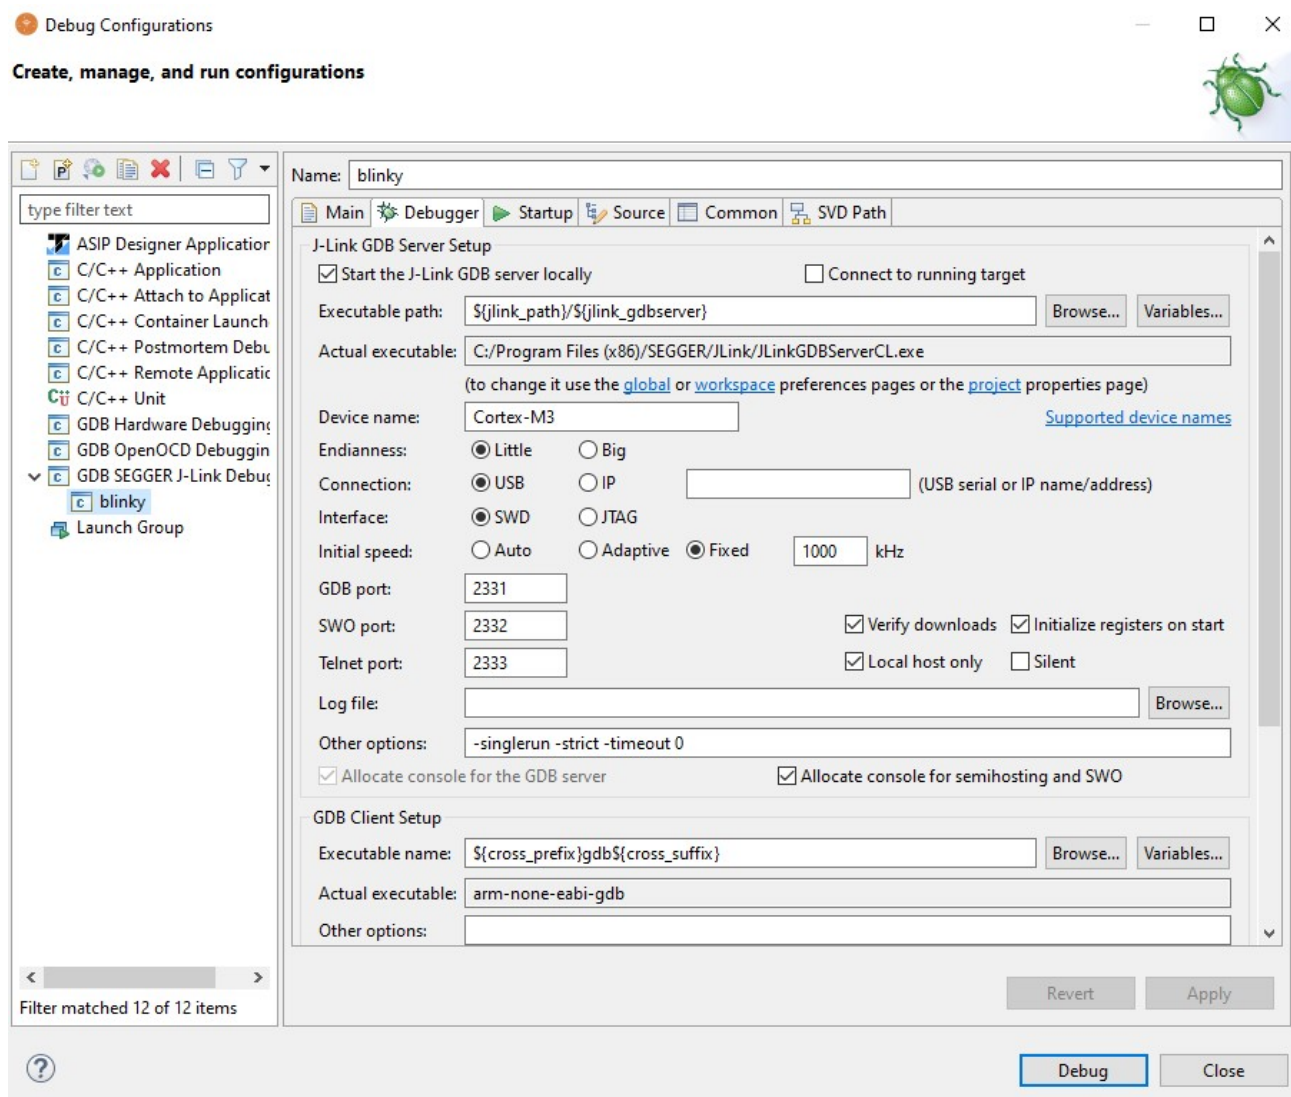 Debug Configurations
Create, manage, and run configurations
type filter text
ASIP Designer Application
C/C++ Application
C/C++ Attach to Applicat
C/C++ Container Launch
C/C++ Postmortem Debu
C/C++ Remote Applicatic
C/C++ Unit
GDB Hardware Debugging
GDB OpenOCD Debuggin
GDB SEGGER J-Link Debug
blinky
Launch Group
Filter matched 12 of 12 items
Name: blinky
Main Debugger Startup Source Common SVD Path
J-Link GDB Server Setup
Start the J-Link GDB server locally Connect to running target
Executable path: ${jlink_path}/${jlink_gdbserver} Browse... Variables...
Actual executable: C:/Program Files (x86)/SEGGER/JLink/JLinkGDBServerCL.exe
(to change it use the global or workspace preferences pages or the project properties page)
Device name: Cortex-M3 Supported device names
Endianness: Little Big
Connection: USB IP (USB serial or IP name/address)
Interface: SWD JTAG
Initial speed: Auto Adaptive Fixed 1000 kHz
GDB port: 2331
SWO port: 2332 Verify downloads Initialize registers on start
Telnet port: 2333 Local host only Silent
Log file: Browse...
Other options: -singlerun -strict -timeout 0
Allocate console for the GDB server Allocate console for semihosting and SWO
GDB Client Setup
Executable name: ${cross_prefix}gdb${cross_suffix} Browse... Variables...
Actual executable: arm-none-eabi-gdb
Other options:
Revert Apply
Debug Close